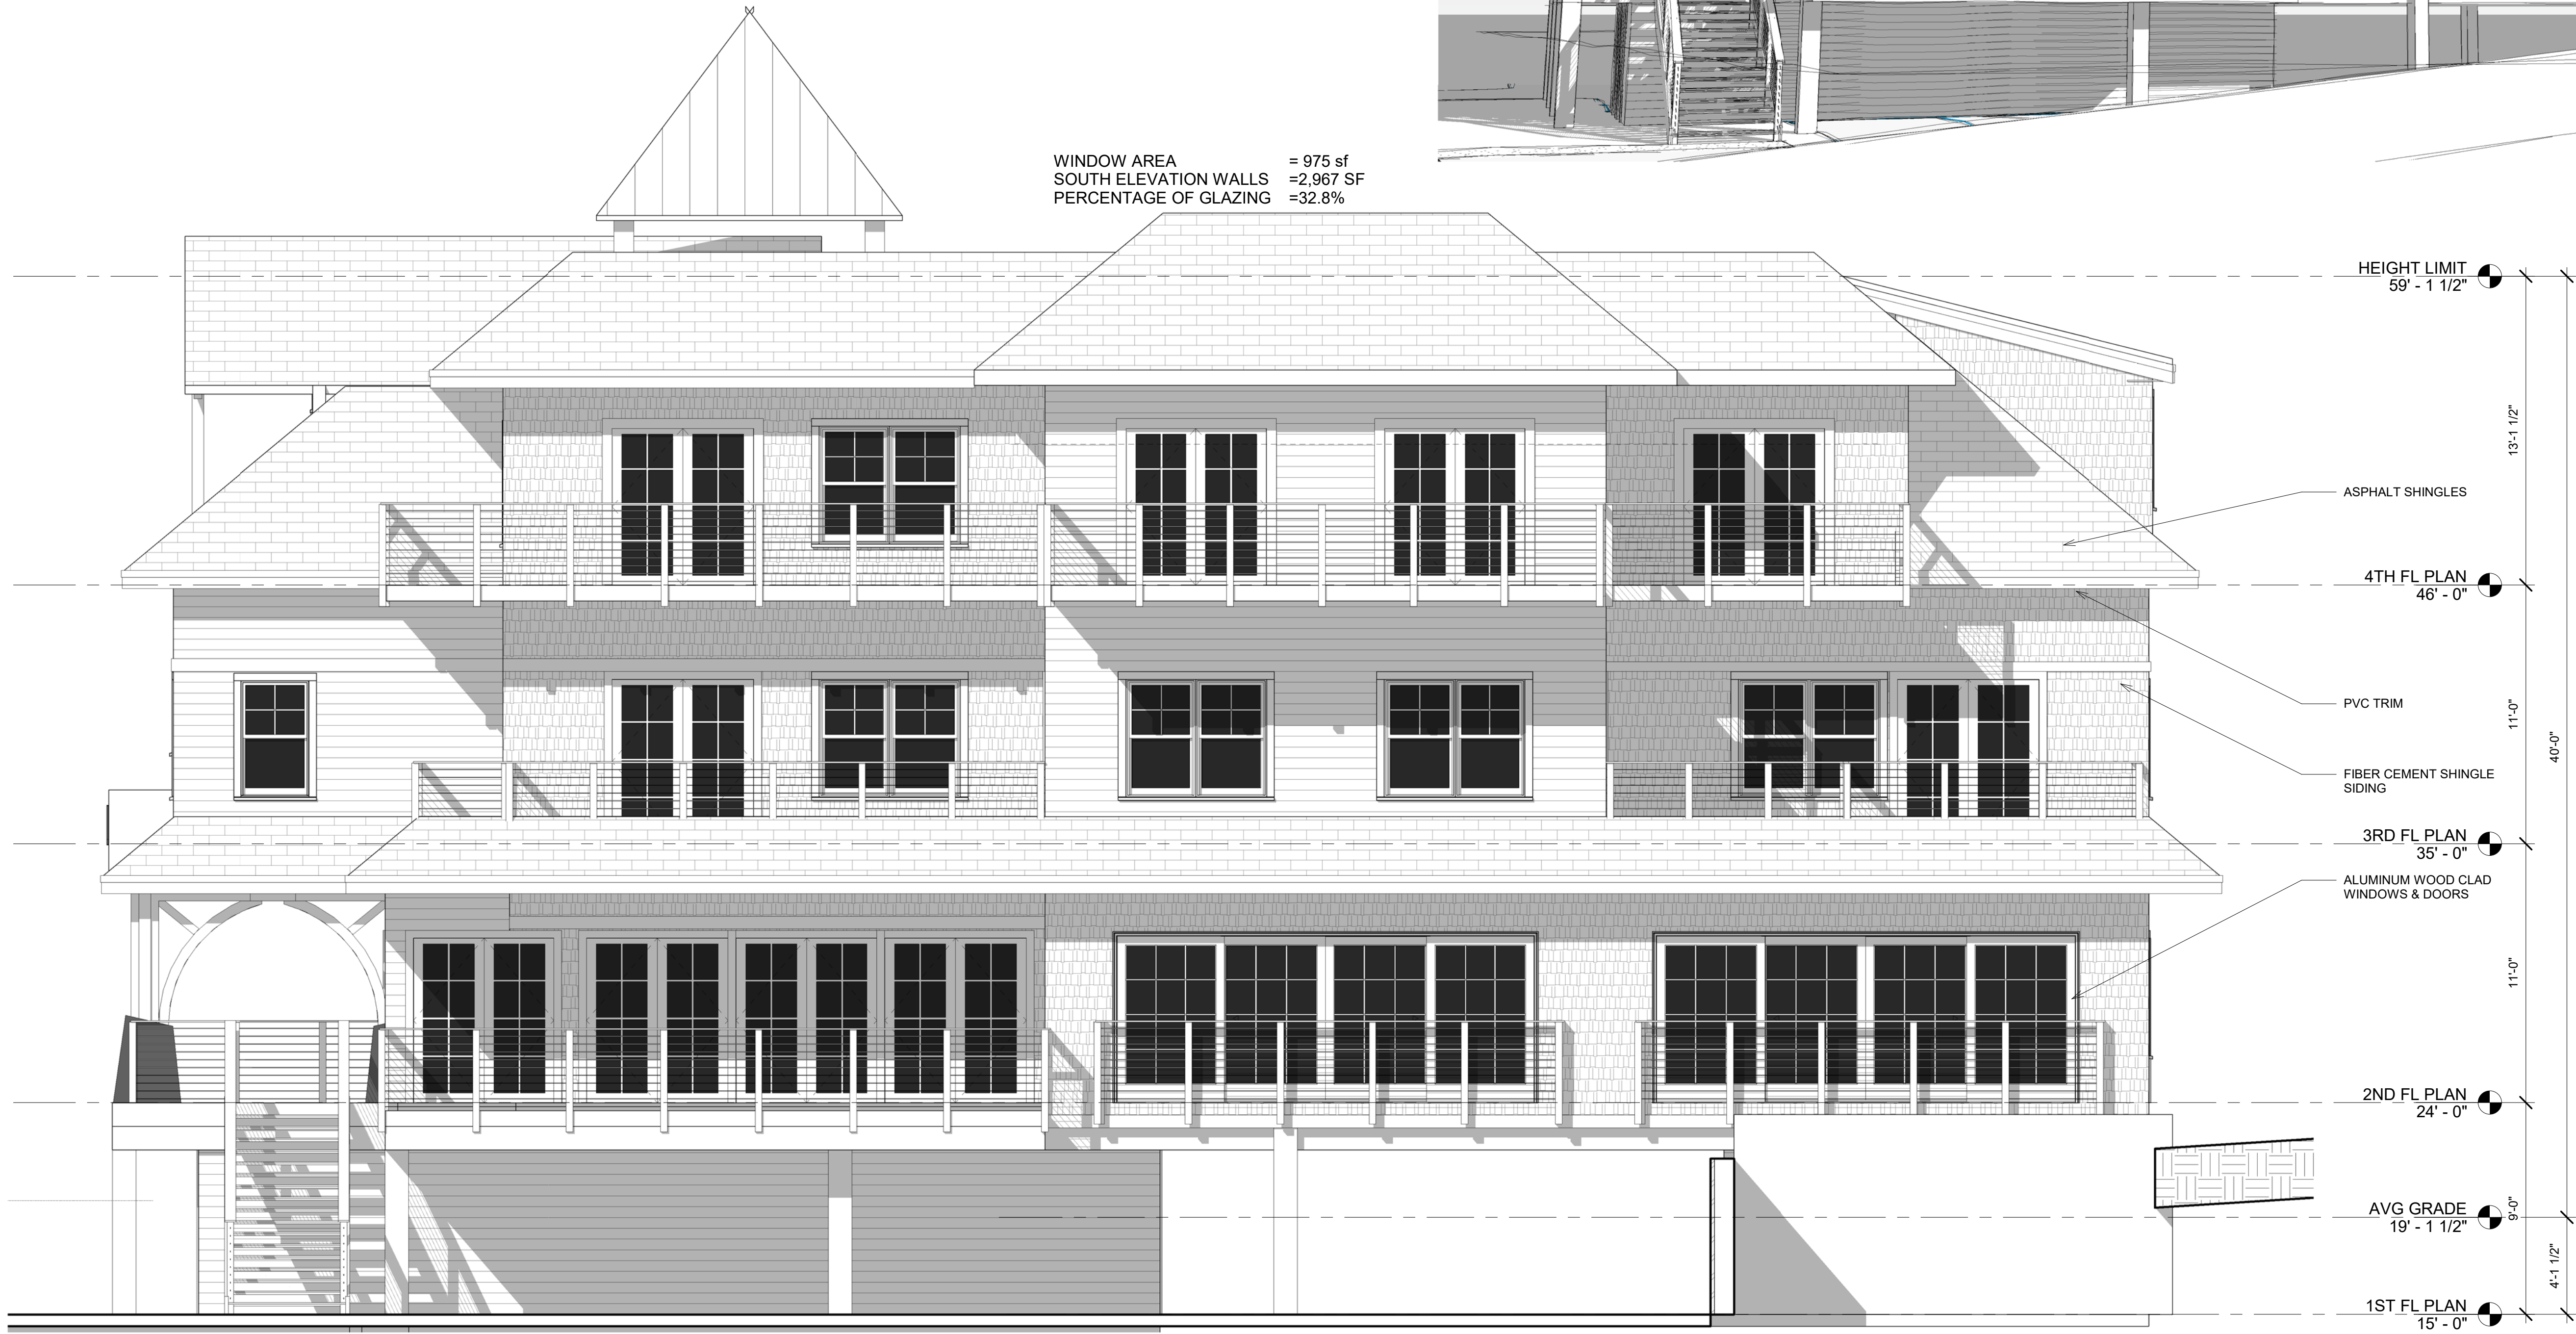 WINDOW AREA = 975 sf
SOUTH ELEVATION WALLS =2,967 SF
PERCENTAGE OF GLAZING =32.8%
HEIGHT LIMIT
59' - 1 1/2"
13'-1 1/2"
ASPHALT SHINGLES
4TH FL PLAN
46' - 0"
PVC TRIM
11'-0"
40'-0"
FIBER CEMENT SHINGLE
SIDING
3RD FL PLAN
35' - 0"
ALUMINUM WOOD CLAD
WINDOWS & DOORS
11'-0"
2ND FL PLAN
24' - 0"
AVG GRADE
19' - 1 1/2"
9'-0"
4'-1 1/2"
1ST FL PLAN
15' - 0"